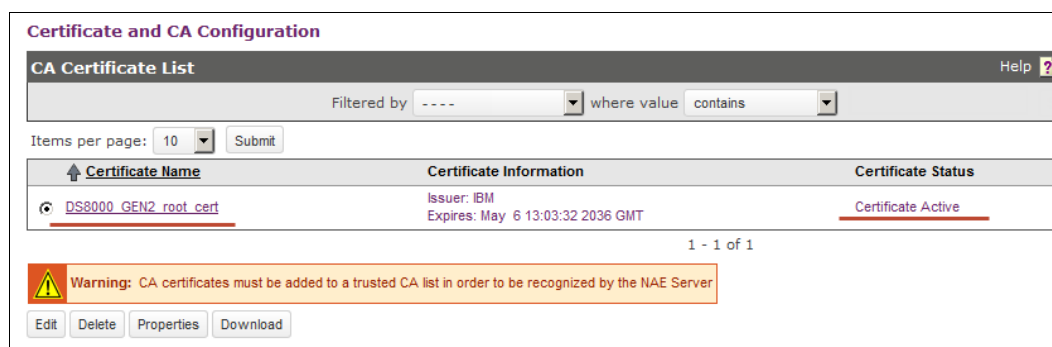 Certificate and CA Configuration
CA Certificate List Help ?
Filtered by ---- where value contains
Items per page: 10 Submit
Certificate Name Certificate Information Certificate Status
DS8000_GEN2_root_cert Issuer: IBM Certificate Active
Expires: May 6 13:03:32 2036 GMT
1 - 1 of 1
Warning: CA certificates must be added to a trusted CA list in order to be recognized by the NAE Server
Edit Delete Properties Download